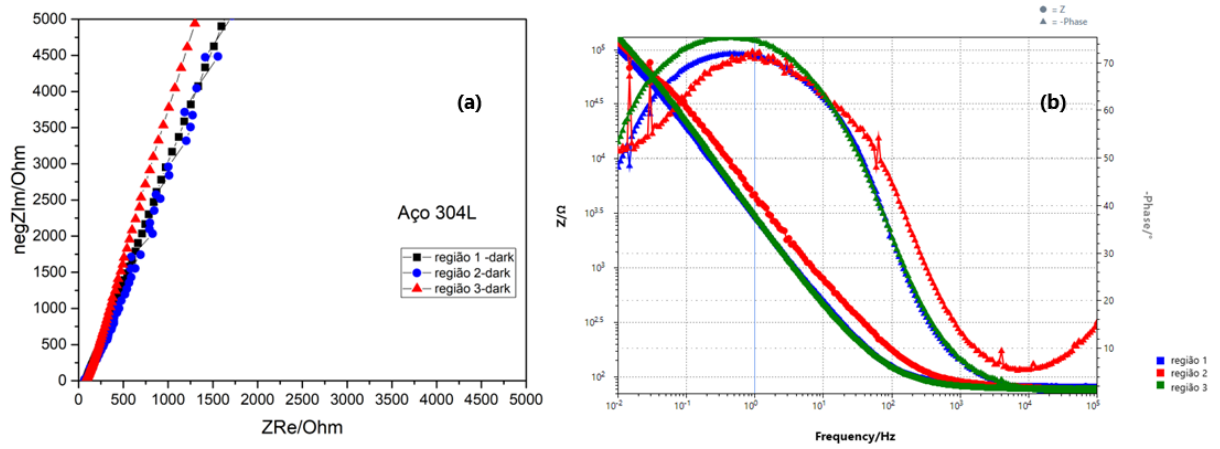 5000
4500
4000
3500
3000
2500
2000
1500
1000
500
0
0 500 1000 1500 2000 2500 3000 3500 4000 4500 5000
negZIm/Ohm
ZRe/Ohm
(a)
Aço 304L
região 1 -dark
região 2-dark
região 3-dark
= Z
= -Phase
10^5
10^4.5
10^4
10^3.5
10^3
10^2.5
10^2
Z/Ω
70
60
50
40
30
20
10
-Phase/°
(b)
10^-2 10^-1 10^0 10^1 10^2 10^3 10^4 10^5
Frequency/Hz
região 1
região 2
região 3